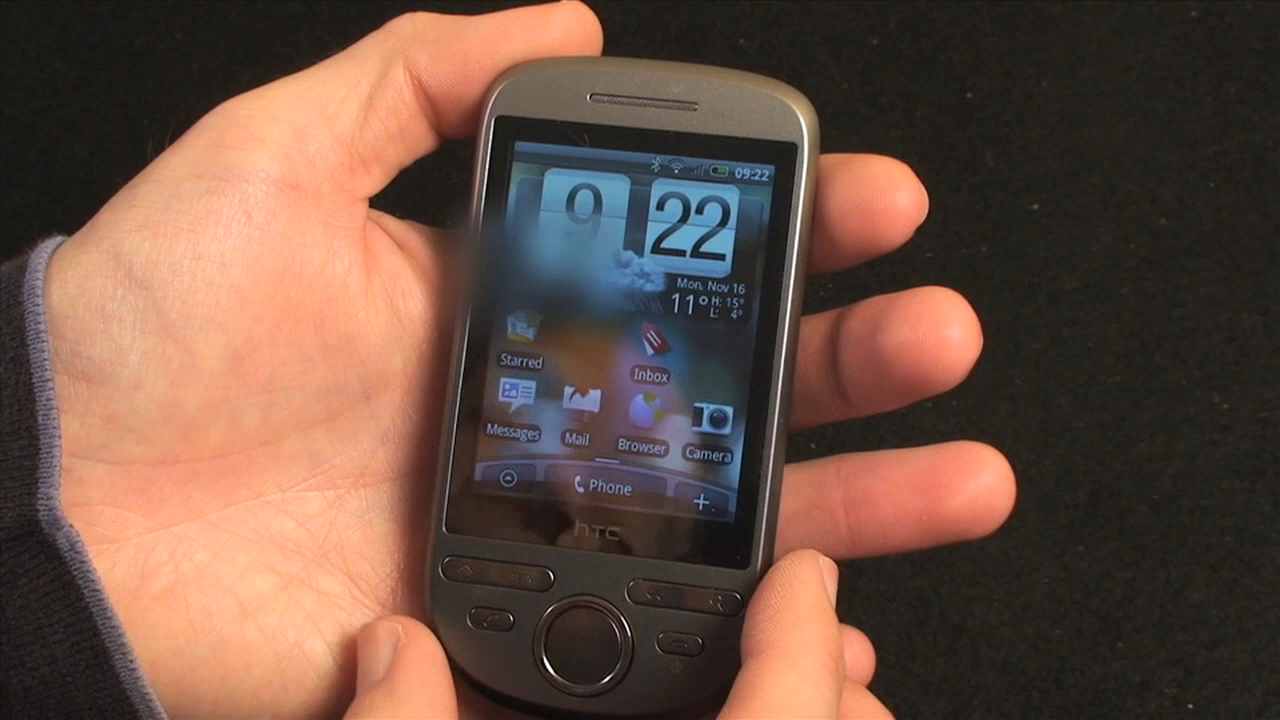 09:22
9 22
Mon, Nov 16
11° H: 15°
L: 4°
Starred
Inbox
Messages Mail Browser Camera
Phone
hTC